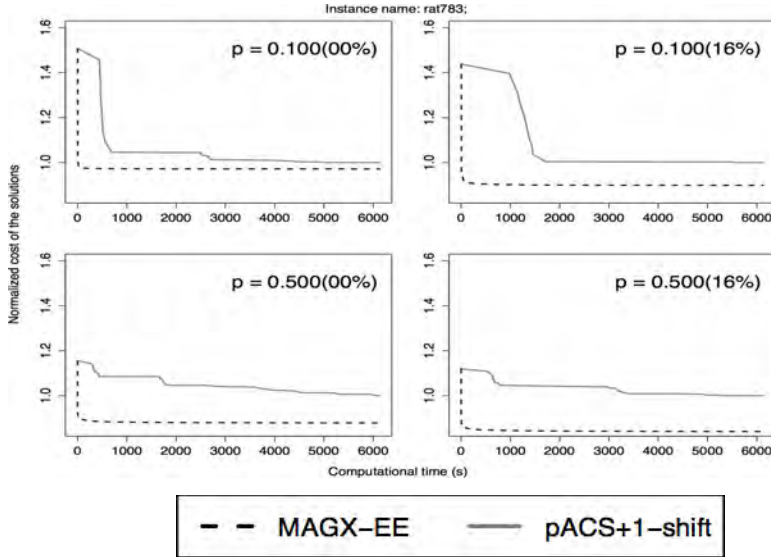 Instance name: rat783;
Normalized cost of the solutions
p = 0.100(00%)
1.0 1.2 1.4 1.6
0 1000 2000 3000 4000 5000 6000
p = 0.100(16%)
1.0 1.2 1.4 1.6
0 1000 2000 3000 4000 5000 6000
p = 0.500(00%)
1.0 1.2 1.4 1.6
0 1000 2000 3000 4000 5000 6000
p = 0.500(16%)
1.0 1.2 1.4 1.6
0 1000 2000 3000 4000 5000 6000
Computational time (s)
MAGX-EE pACS+1-shift